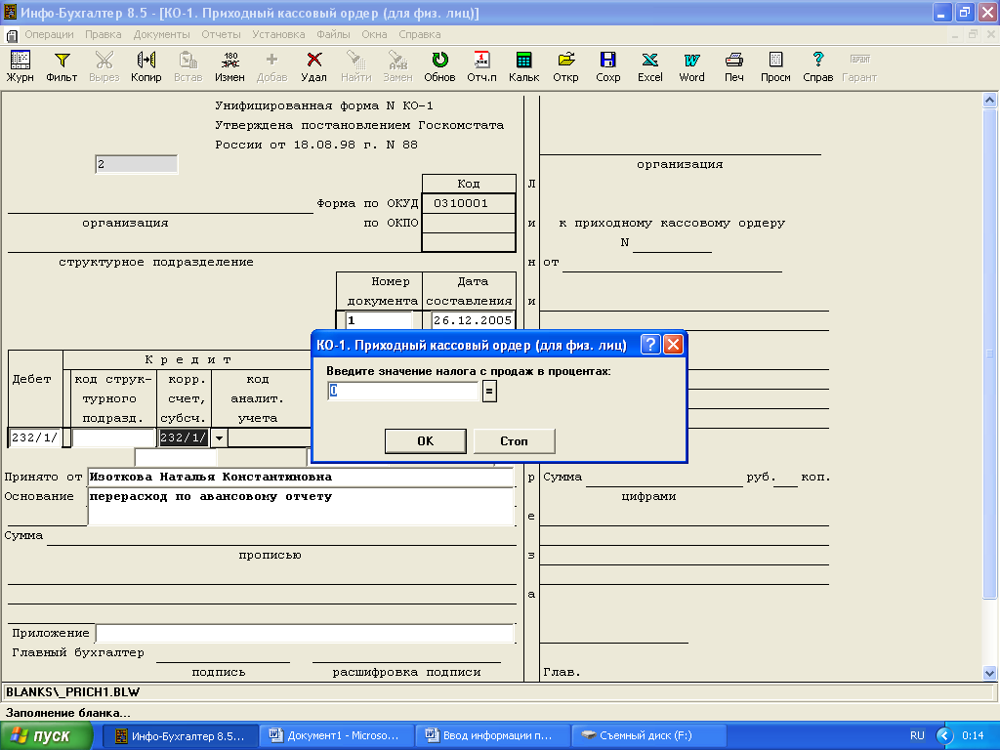 Инфо-Бухгалтер 8.5 - [КО-1. Приходный кассовый ордер (для физ. лиц)]
Операции Правка Документы Отчеты Установка Файлы Окна Справка
Журн Фильт Вырез Копир Встав Измен Добав Удал Найти Замен Обнов Отч.п Кальк Откр Сохр Excel Word Печ Просм Справ Гарант
Унифицированная форма N КО-1
Утверждена постановлением Госкомстата
России от 18.08.98 г. N 88
2
организация
Код
Л
Форма по ОКУД 0310001
организация по ОКПО
и к приходному кассовому ордеру
N
структурное подразделение
н от
Номер Дата
документа составления
и
1 26.12.2005
КО-1. Приходный кассовый ордер (для физ. лиц)
Введите значение налога с продаж в процентах:
0 =
OK Стоп
Кредит
Дебет код струк- корр. код
турного счет, аналит.
подразд. субсч. учета
232/1/ 232/1/
Принято от Изоткова Наталья Константиновна
р Сумма руб. коп.
Основание перерасход по авансовому отчету
цифрами
е
Сумма
прописью
з
а
Приложение
Главный бухгалтер
подпись расшифровка подписи
Глав.
BLANKS\_PRICH1.BLW
Заполнение бланка...
пуск Инфо-Бухгалтер 8.5... Документ1 - Microso... Ввод информации п... Съемный диск (F:) RU 0:14